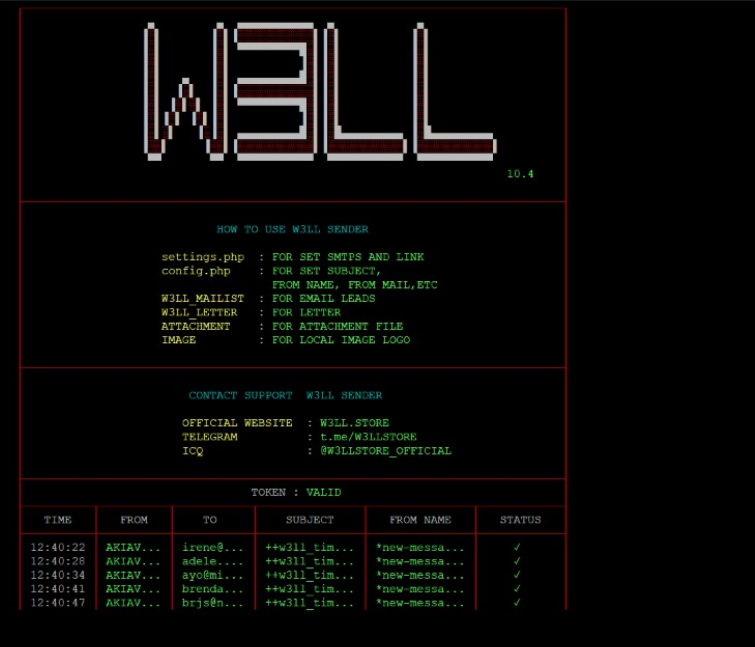 W3LL
10.4
HOW TO USE W3LL SENDER
settings.php : FOR SET SMTPS AND LINK
config.php : FOR SET SUBJECT,
FROM NAME, FROM MAIL,ETC
W3LL_MAILIST : FOR EMAIL LEADS
W3LL_LETTER : FOR LETTER
ATTACHMENT : FOR ATTACHMENT FILE
IMAGE : FOR LOCAL IMAGE LOGO
CONTACT SUPPORT W3LL SENDER
OFFICIAL WEBSITE : W3LL.STORE
TELEGRAM : t.me/W3LLSTORE
ICQ : @W3LLSTORE_OFFICIAL
TOKEN : VALID
TIME FROM TO SUBJECT FROM NAME STATUS
12:40:22 AKIAV... irene@... ++w3ll_tim... *new-messa... ✓
12:40:28 AKIAV... adele.... ++w3ll_tim... *new-messa... ✓
12:40:34 AKIAV... ayo@mi... ++w3ll_tim... *new-messa... ✓
12:40:41 AKIAV... brenda... ++w3ll_tim... *new-messa... ✓
12:40:47 AKIAV... brjs@n... ++w3ll_tim... *new-messa... ✓